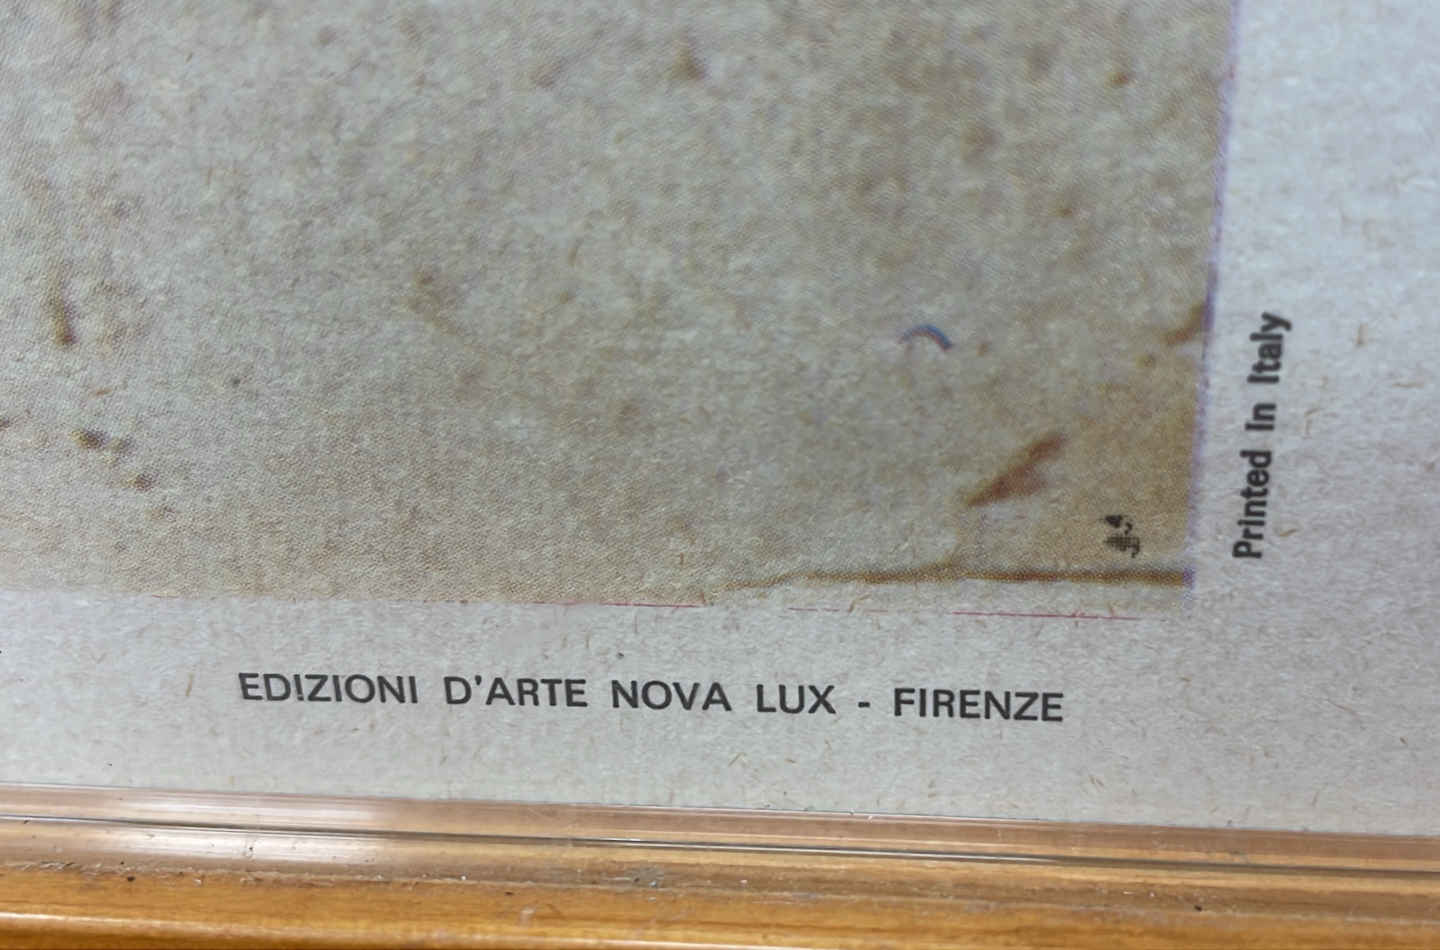 Printed In Italy
EDIZIONI D'ARTE NOVA LUX - FIRENZE